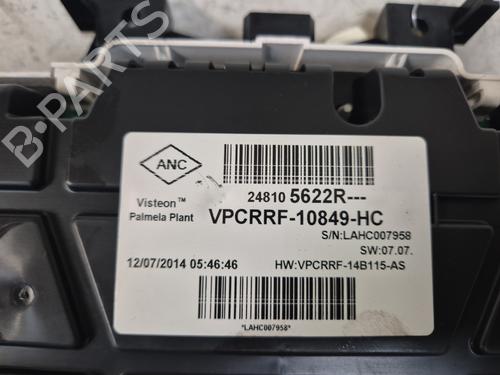 B-PARTS
ANC
24810 5622R---
Visteon™
Palmela Plant
VPCRRF-10849-HC
S/N:LAHC007958
SW:07.07.
12/07/2014 05:46:46
HW:VPCRRF-14B115-AS
*LAHC007958*